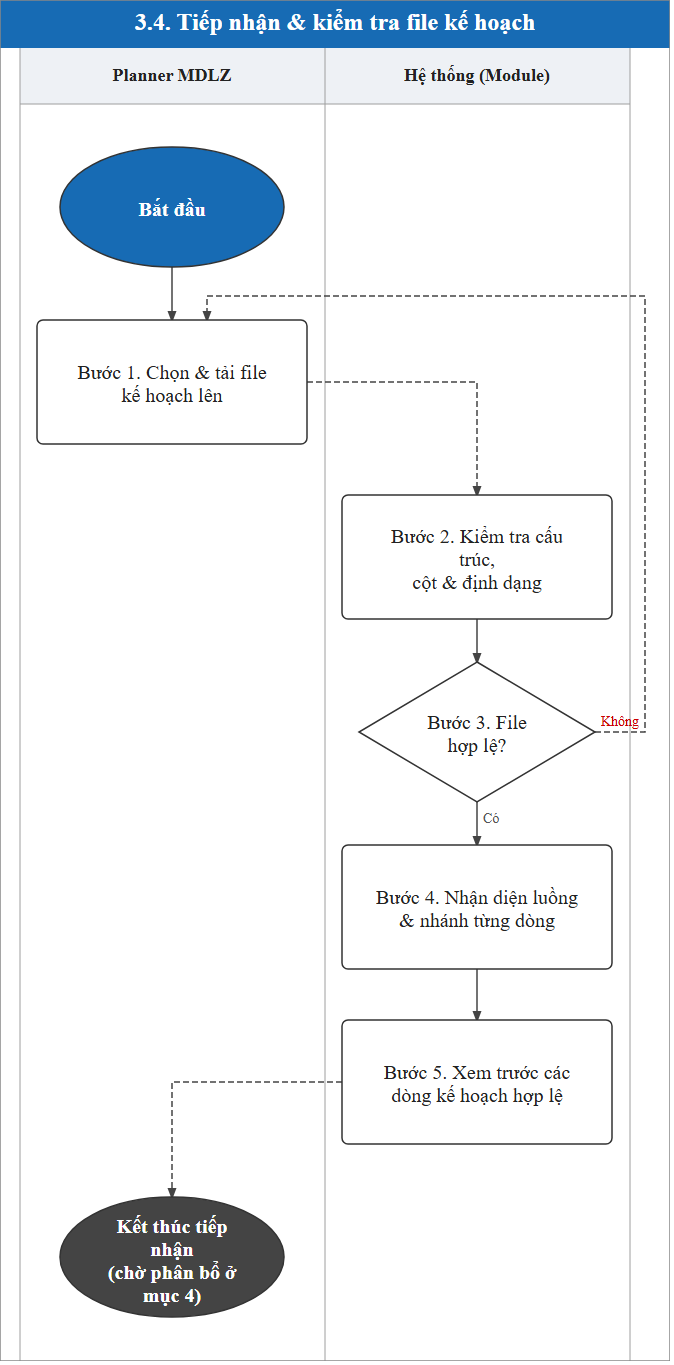 3.4. Tiếp nhận & kiểm tra file kế hoạch
Planner MDLZ
Hệ thống (Module)
Bắt đầu
Bước 1. Chọn & tải file
kế hoạch lên
Bước 2. Kiểm tra cấu
trúc,
cột & định dạng
Bước 3. File
hợp lệ?
Không
Có
Bước 4. Nhận diện luồng
& nhánh từng dòng
Bước 5. Xem trước các
dòng kế hoạch hợp lệ
Kết thúc tiếp
nhận
(chờ phân bổ ở
mục 4)